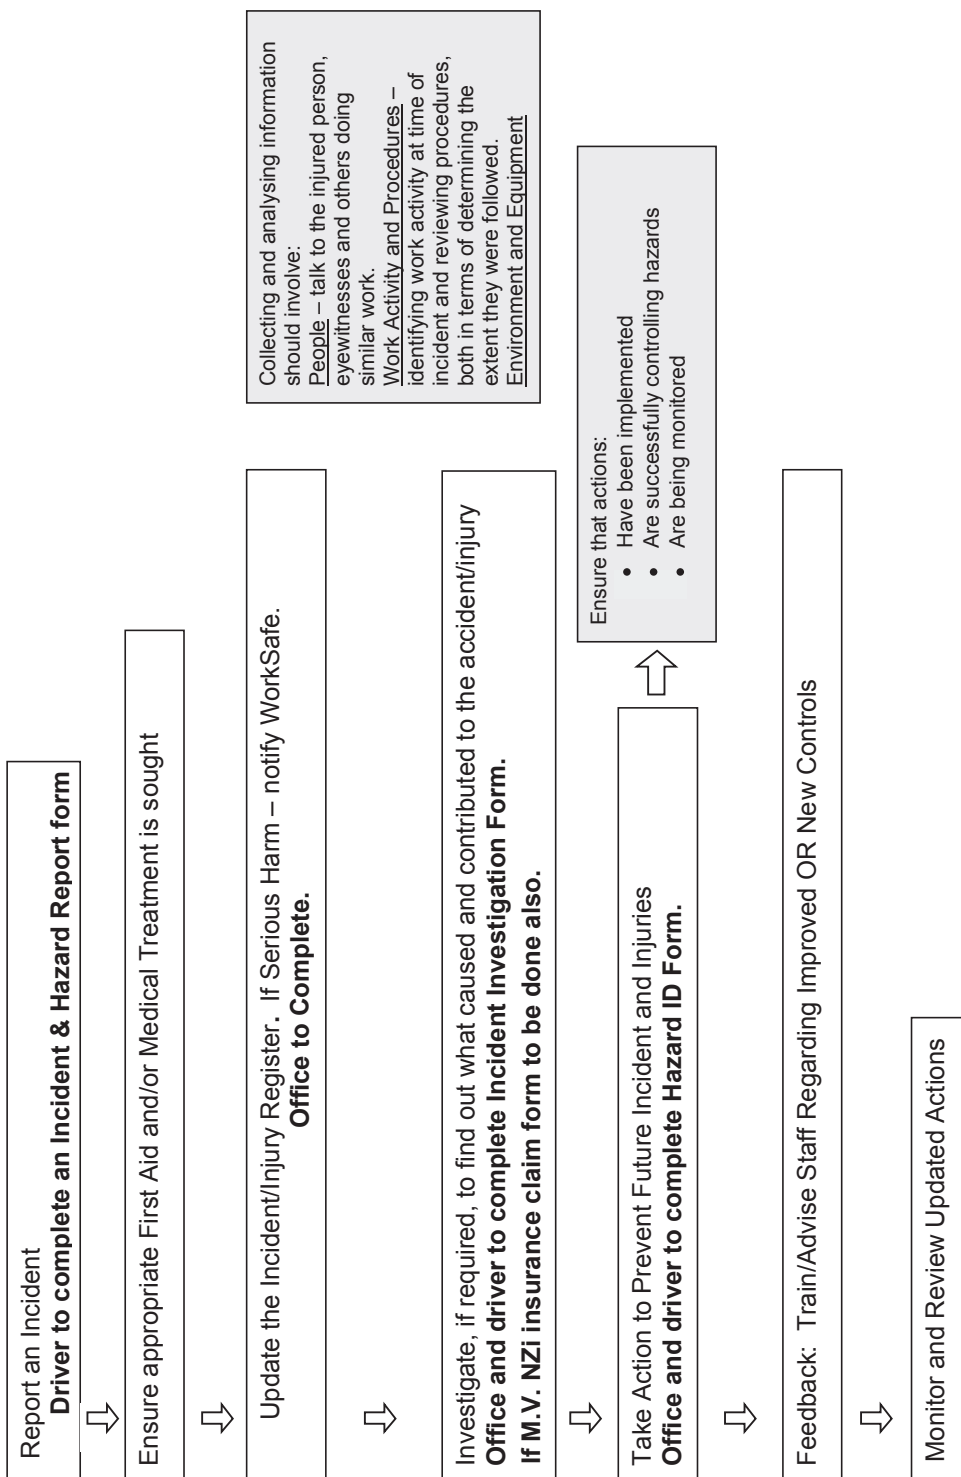 Report an Incident
Driver to complete an Incident & Hazard Report form
Ensure appropriate First Aid and/or Medical Treatment is sought
Update the Incident/Injury Register. If Serious Harm – notify WorkSafe.
Office to Complete.
Collecting and analysing information
should involve:
People – talk to the injured person,
eyewitnesses and others doing
similar work.
Work Activity and Procedures –
identifying work activity at time of
incident and reviewing procedures,
both in terms of determining the
extent they were followed.
Environment and Equipment
Investigate, if required, to find out what caused and contributed to the accident/injury
Office and driver to complete Incident Investigation Form.
If M.V. NZi insurance claim form to be done also.
Take Action to Prevent Future Incident and Injuries
Office and driver to complete Hazard ID Form.
Ensure that actions:
• Have been implemented
• Are successfully controlling hazards
• Are being monitored
Feedback: Train/Advise Staff Regarding Improved OR New Controls
Monitor and Review Updated Actions